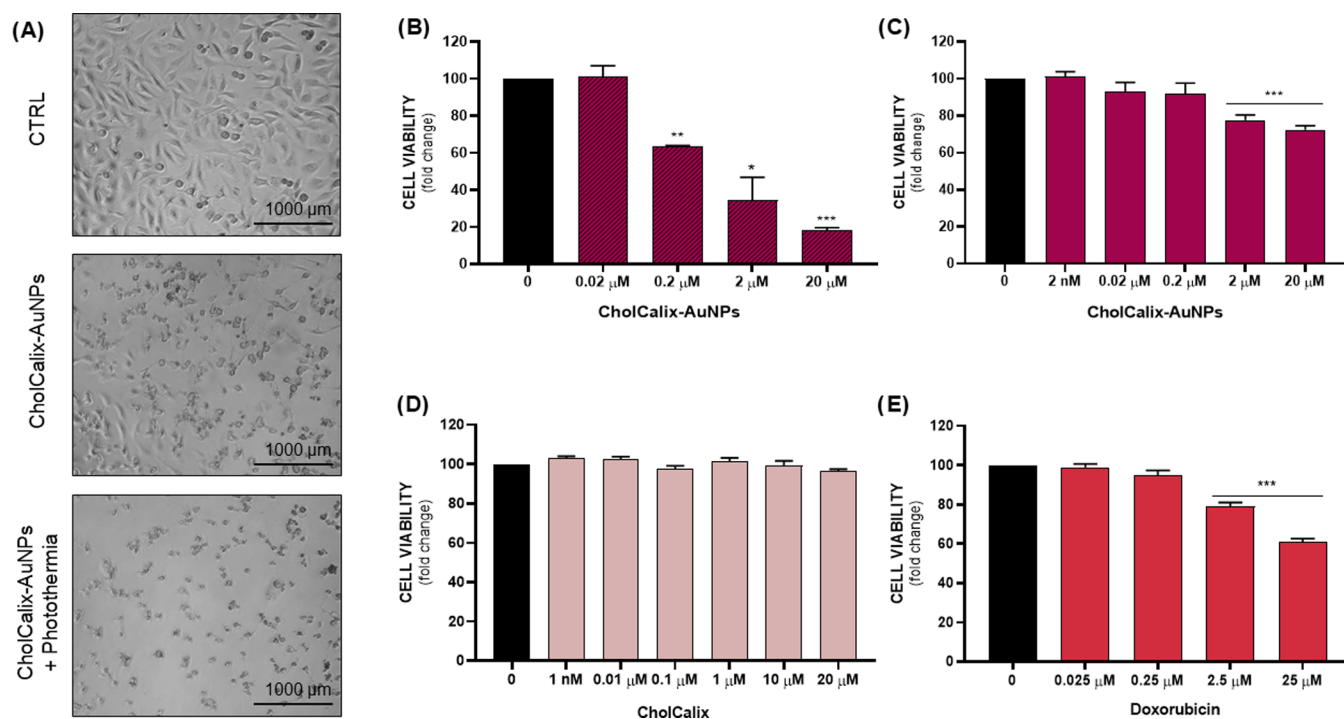 (A)
CTRL
1000 μm
CholCalix-AuNPs
1000 μm
CholCalix-AuNPs
+ Photothermia
1000 μm
(B)
CELL VIABILITY
(fold change)
120
100
80
60
40
20
0
**
*
***
0 0.02 μM 0.2 μM 2 μM 20 μM
CholCalix-AuNPs
(C)
CELL VIABILITY
(fold change)
120
100
80
60
40
20
0
***
0 2 nM 0.02 μM 0.2 μM 2 μM 20 μM
CholCalix-AuNPs
(D)
CELL VIABILITY
(fold change)
120
100
80
60
40
20
0
0 1 nM 0.01 μM 0.1 μM 1 μM 10 μM 20 μM
CholCalix
(E)
CELL VIABILITY
(fold change)
120
100
80
60
40
20
0
***
0 0.025 μM 0.25 μM 2.5 μM 25 μM
Doxorubicin